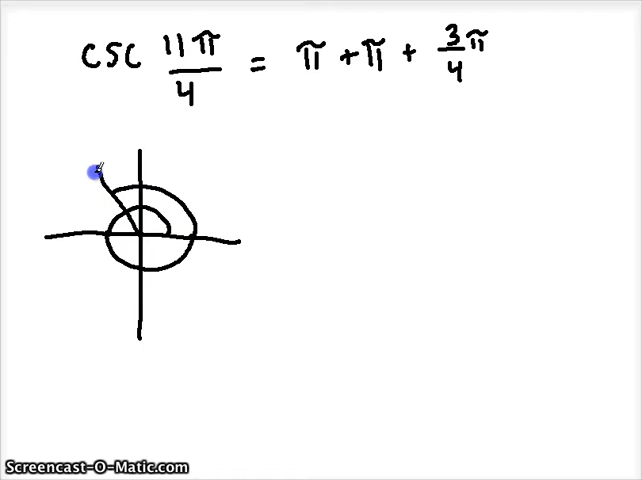 csc 11π/4 = π + π + 3/4 π
Screencast-O-Matic.com